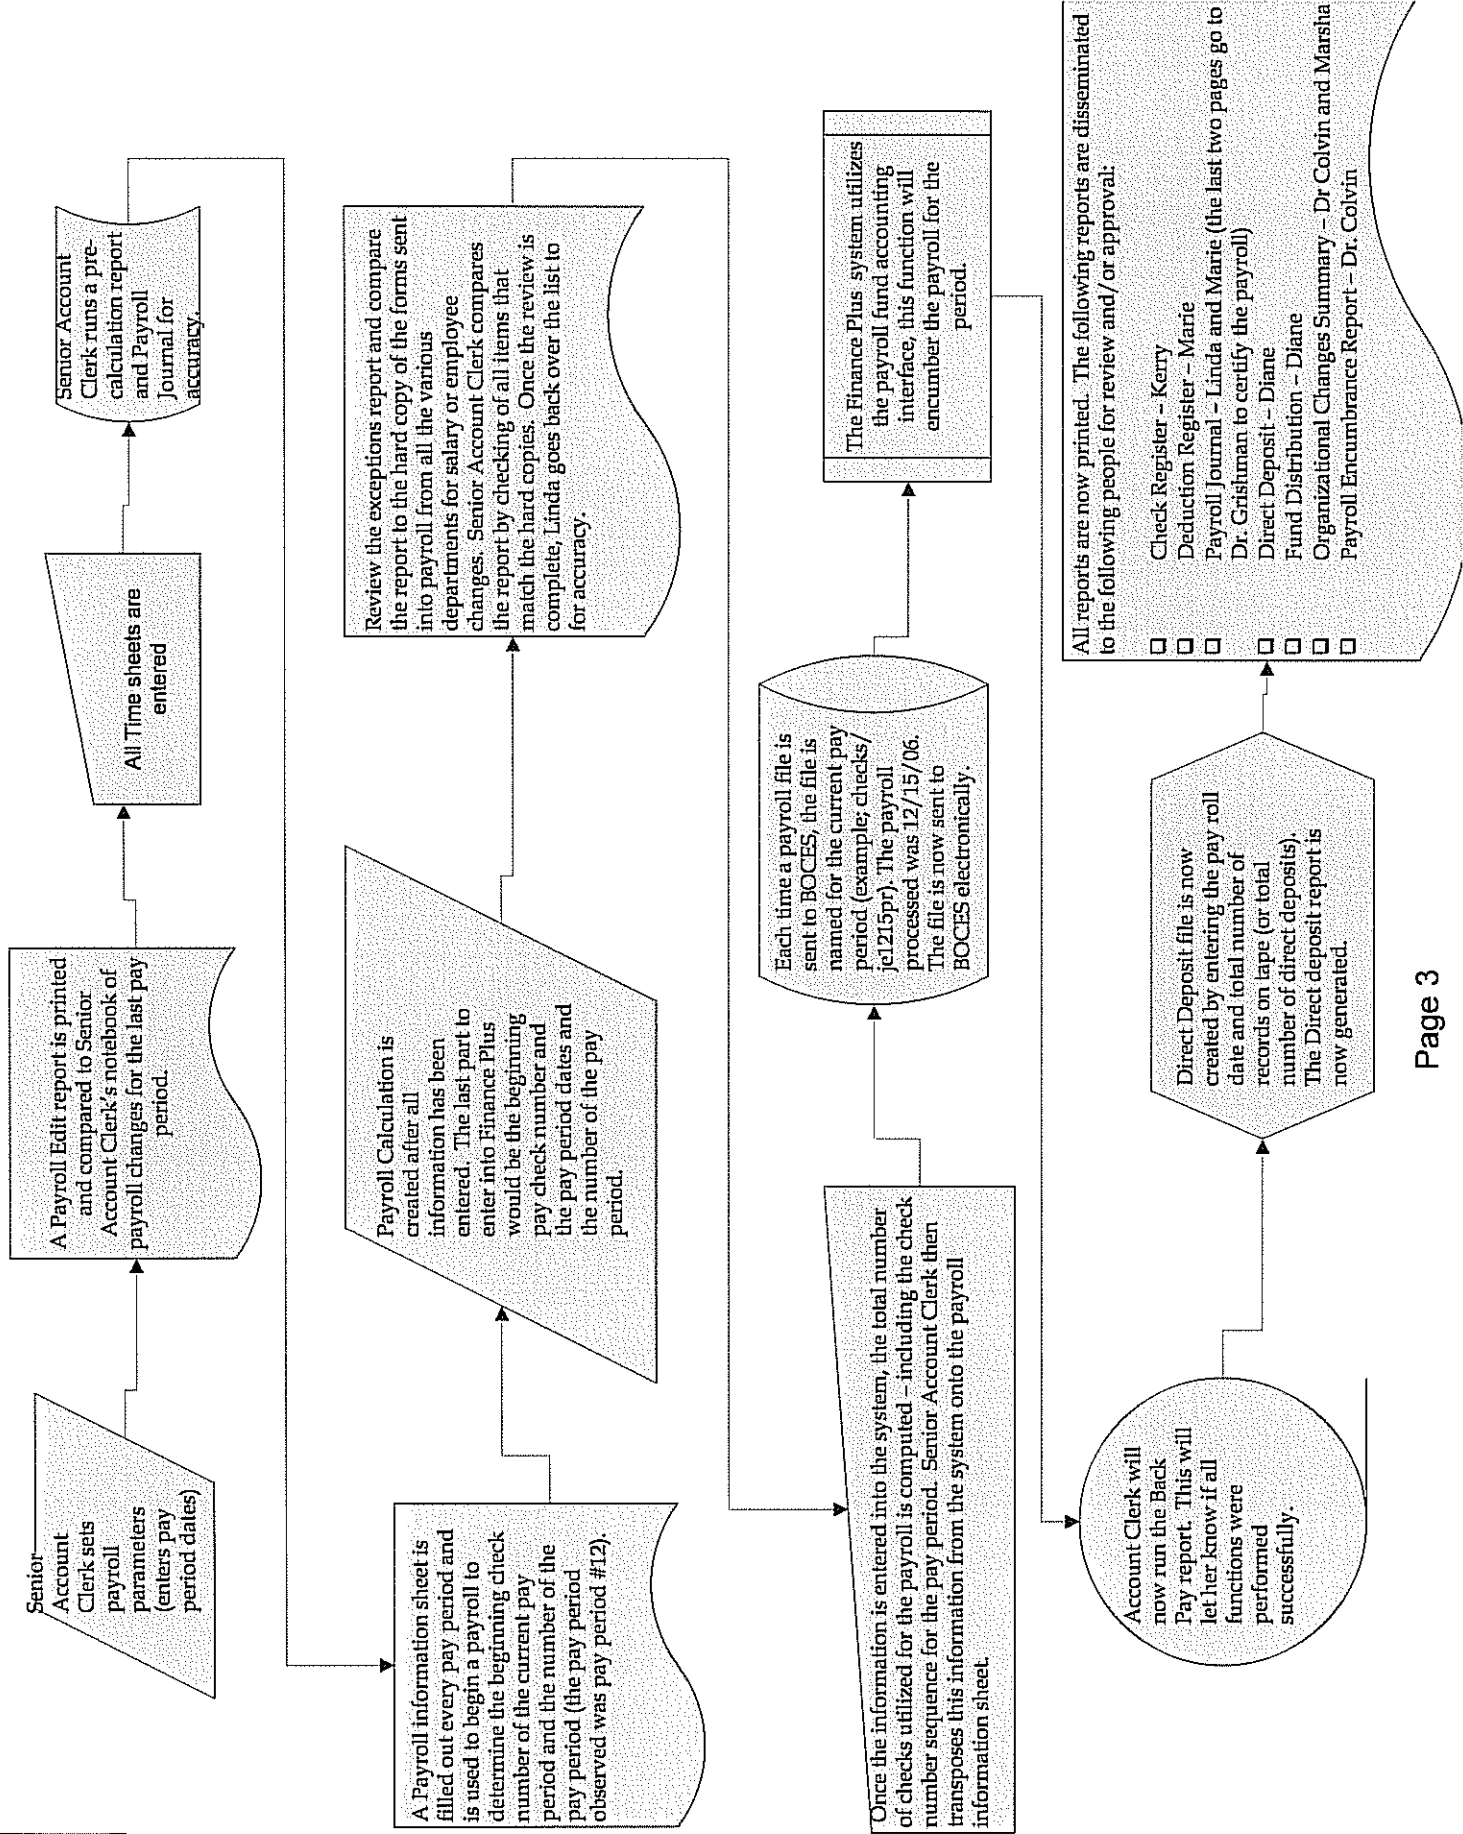 Senior
Account
Clerk sets
payroll
parameters
(enters pay
period dates)
A Payroll Edit report is printed
and compared to Senior
Account Clerk's notebook of
payroll changes for the last pay
period.
All Time sheets are
entered
Senior Account
Clerk runs a pre-
calculation report
and Payroll
Journal for
accuracy.
A Payroll information sheet is
filled out every pay period and
is used to begin a payroll to
determine the beginning check
number of the current pay
period and the number of the
pay period (the pay period
observed was pay period #12).
Payroll Calculation is
created after all
information has been
entered. The last part to
enter into Finance Plus
would be the beginning
pay check number and
the pay period dates and
the number of the pay
period.
Review the exceptions report and compare
the report to the hard copy of the forms sent
into payroll from all the various
departments for salary or employee
changes. Senior Account Clerk compares
the report by checking of all items that
match the hard copies. Once the review is
complete, Linda goes back over the list to
for accuracy.
Once the information is entered into the system, the total number
of checks utilized for the payroll is computed – including the check
number sequence for the pay period. Senior Account Clerk then
transposes this information from the system onto the payroll
information sheet.
Each time a payroll file is
sent to BOCES, the file is
named for the current pay
period (example; checks/
je1215pr). The payroll
processed was 12/15/06.
The file is now sent to
BOCES electronically.
The Finance Plus system utilizes
the payroll fund accounting
interface, this function will
encumber the payroll for the
period.
Account Clerk will
now run the Back
Pay report. This will
let her know if all
functions were
performed
successfully.
Direct Deposit file is now
created by entering the pay roll
date and total number of
records on tape (or total
number of direct deposits).
The Direct deposit report is
now generated.
All reports are now printed. The following reports are disseminated
to the following people for review and/or approval:
❑ Check Register – Kerry
❑ Deduction Register – Marie
❑ Payroll Journal – Linda and Marie (the last two pages go to
Dr. Grishman to certify the payroll)
❑ Direct Deposit – Diane
❑ Fund Distribution – Diane
❑ Organizational Changes Summary – Dr Colvin and Marsha
❑ Payroll Encumbrance Report – Dr. Colvin
Page 3